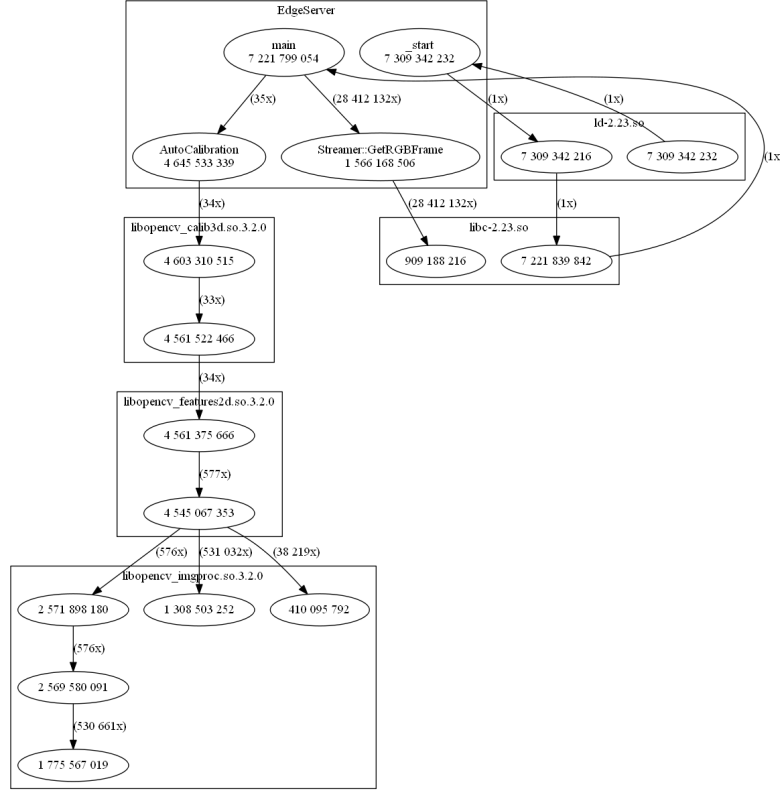 EdgeServer
main
7 221 799 054
_start
7 309 342 232
(35x)
(28 412 132x)
(1x)
(1x)
ld-2.23.so
AutoCalibration
4 645 533 339
Streamer::GetRGBFrame
1 566 168 506
7 309 342 216
7 309 342 232
(1x
(34x)
(28 412 132x)
(1x)
libopencv_calib3d.so.3.2.0
libc-2.23.so
4 603 310 515
909 188 216
7 221 839 842
(33x)
4 561 522 466
(34x)
libopencv_features2d.so.3.2.0
4 561 375 666
(577x)
4 545 067 353
(576x)
(531 032x)
(38 219x)
libopencv_imgproc.so.3.2.0
2 571 898 180
1 308 503 252
410 095 792
(576x)
2 569 580 091
(530 661x)
1 775 567 019